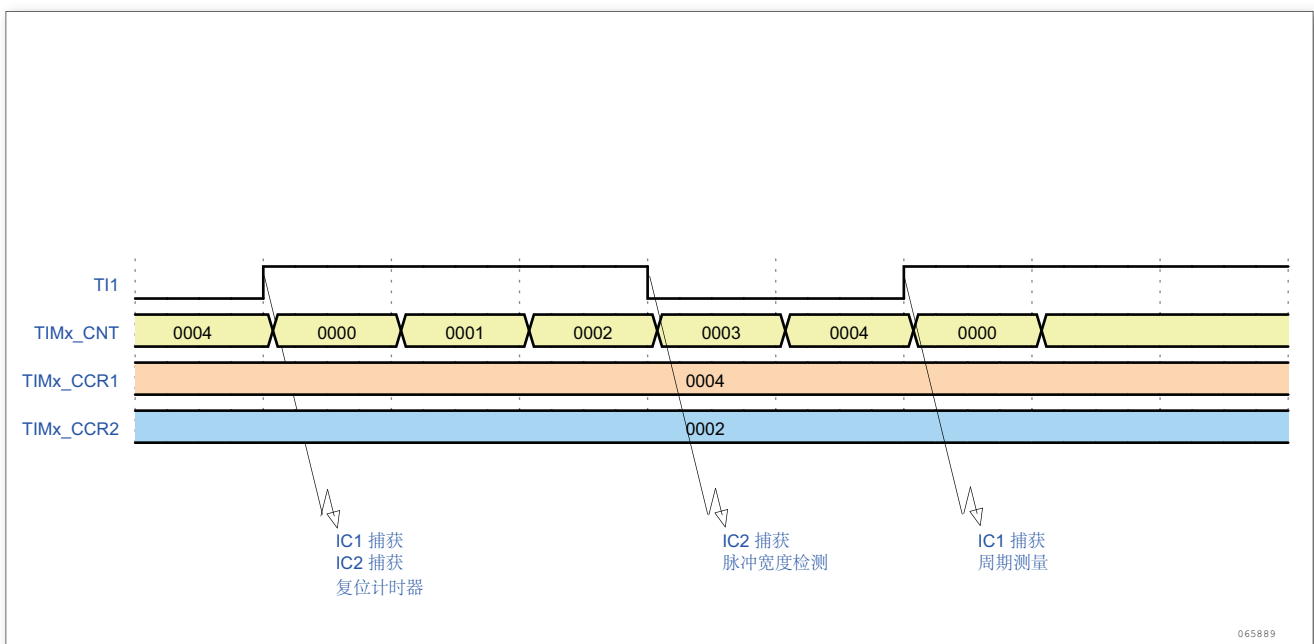 TI1
TIMx_CNT
0004
0000
0001
0002
0003
0004
0000
TIMx_CCR1
0004
TIMx_CCR2
0002
IC1 捕获
IC2 捕获
复位计时器
IC2 捕获
脉冲宽度检测
IC1 捕获
周期测量
065889